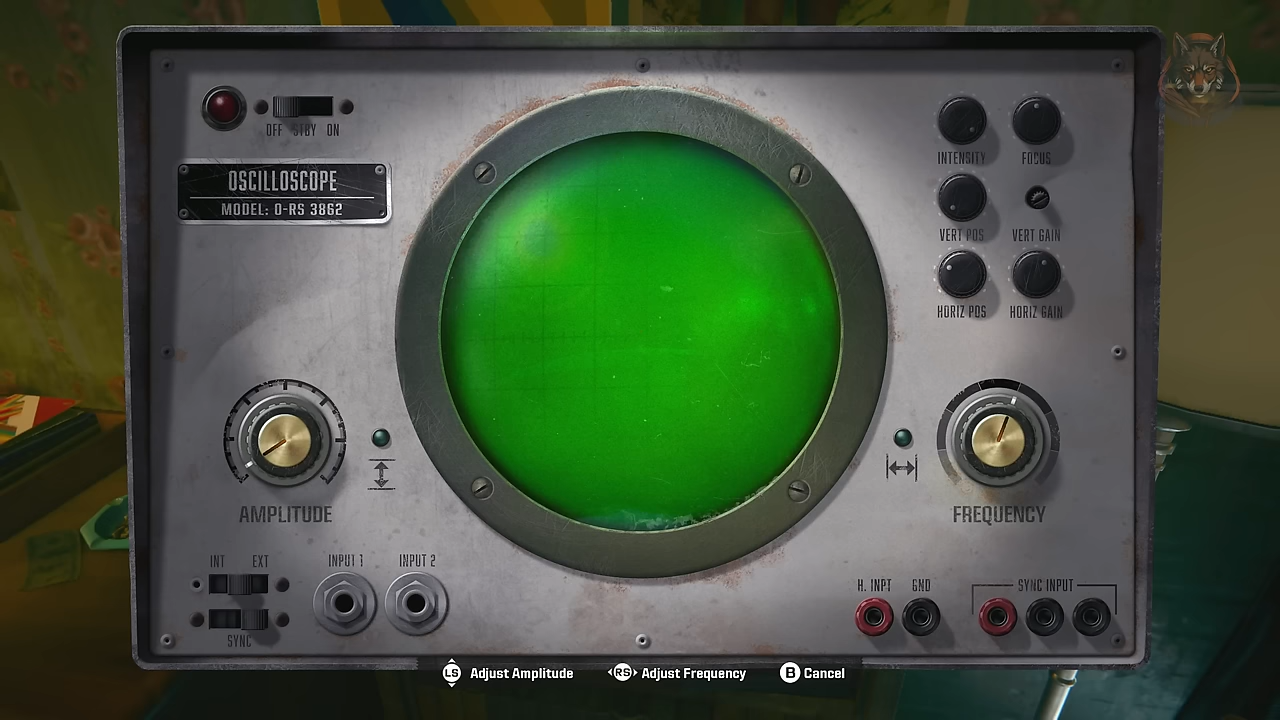 OFF STBY ON
OSCILLOSCOPE
MODEL: O-RS 3862
INTENSITY FOCUS
VERT POS VERT GAIN
HORIZ POS HORIZ GAIN
AMPLITUDE
FREQUENCY
INT EXT
SYNC
INPUT 1 INPUT 2
H. INPT GND
SYNC INPUT
LS Adjust Amplitude RS Adjust Frequency B Cancel